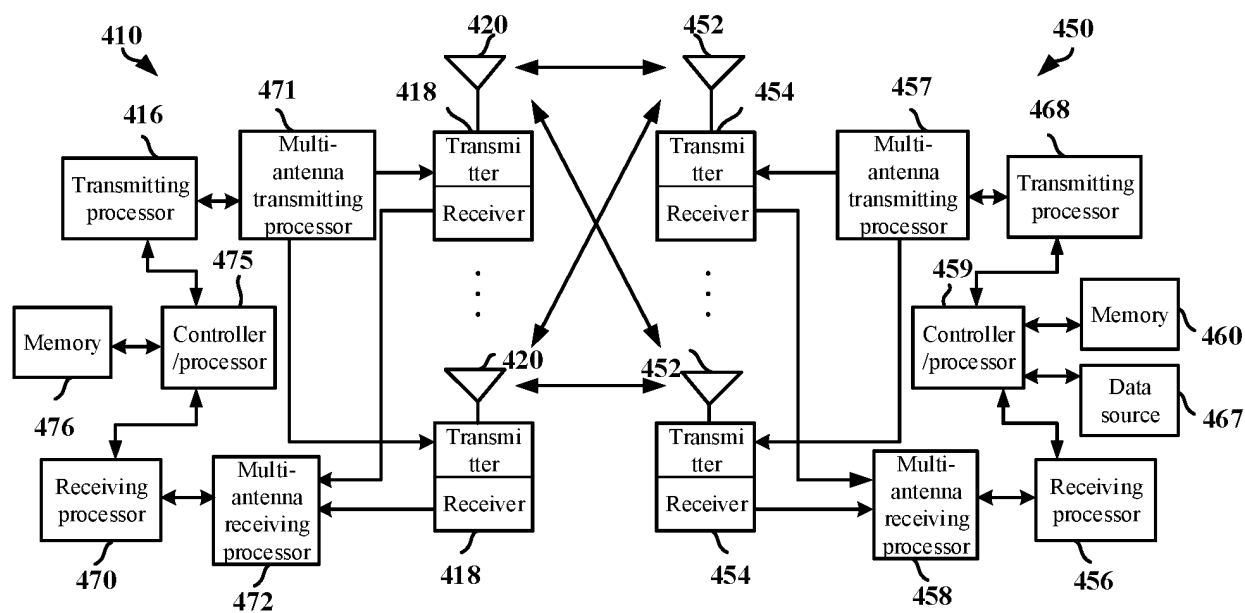 410
420
452
450
471
418
454
457
468
416
Transmitting
processor
Multi-
antenna
transmitting
processor
Transmi
tter
Receiver
Transmi
tter
Receiver
Multi-
antenna
transmitting
processor
Transmitting
processor
475
459
Memory
Controller
/processor
Controller
/processor
Memory
460
476
420
452
Data
source
467
Receiving
processor
Multi-
antenna
receiving
processor
Transmi
tter
Receiver
Transmi
tter
Receiver
Multi-
antenna
receiving
processor
Receiving
processor
470
472
418
454
458
456